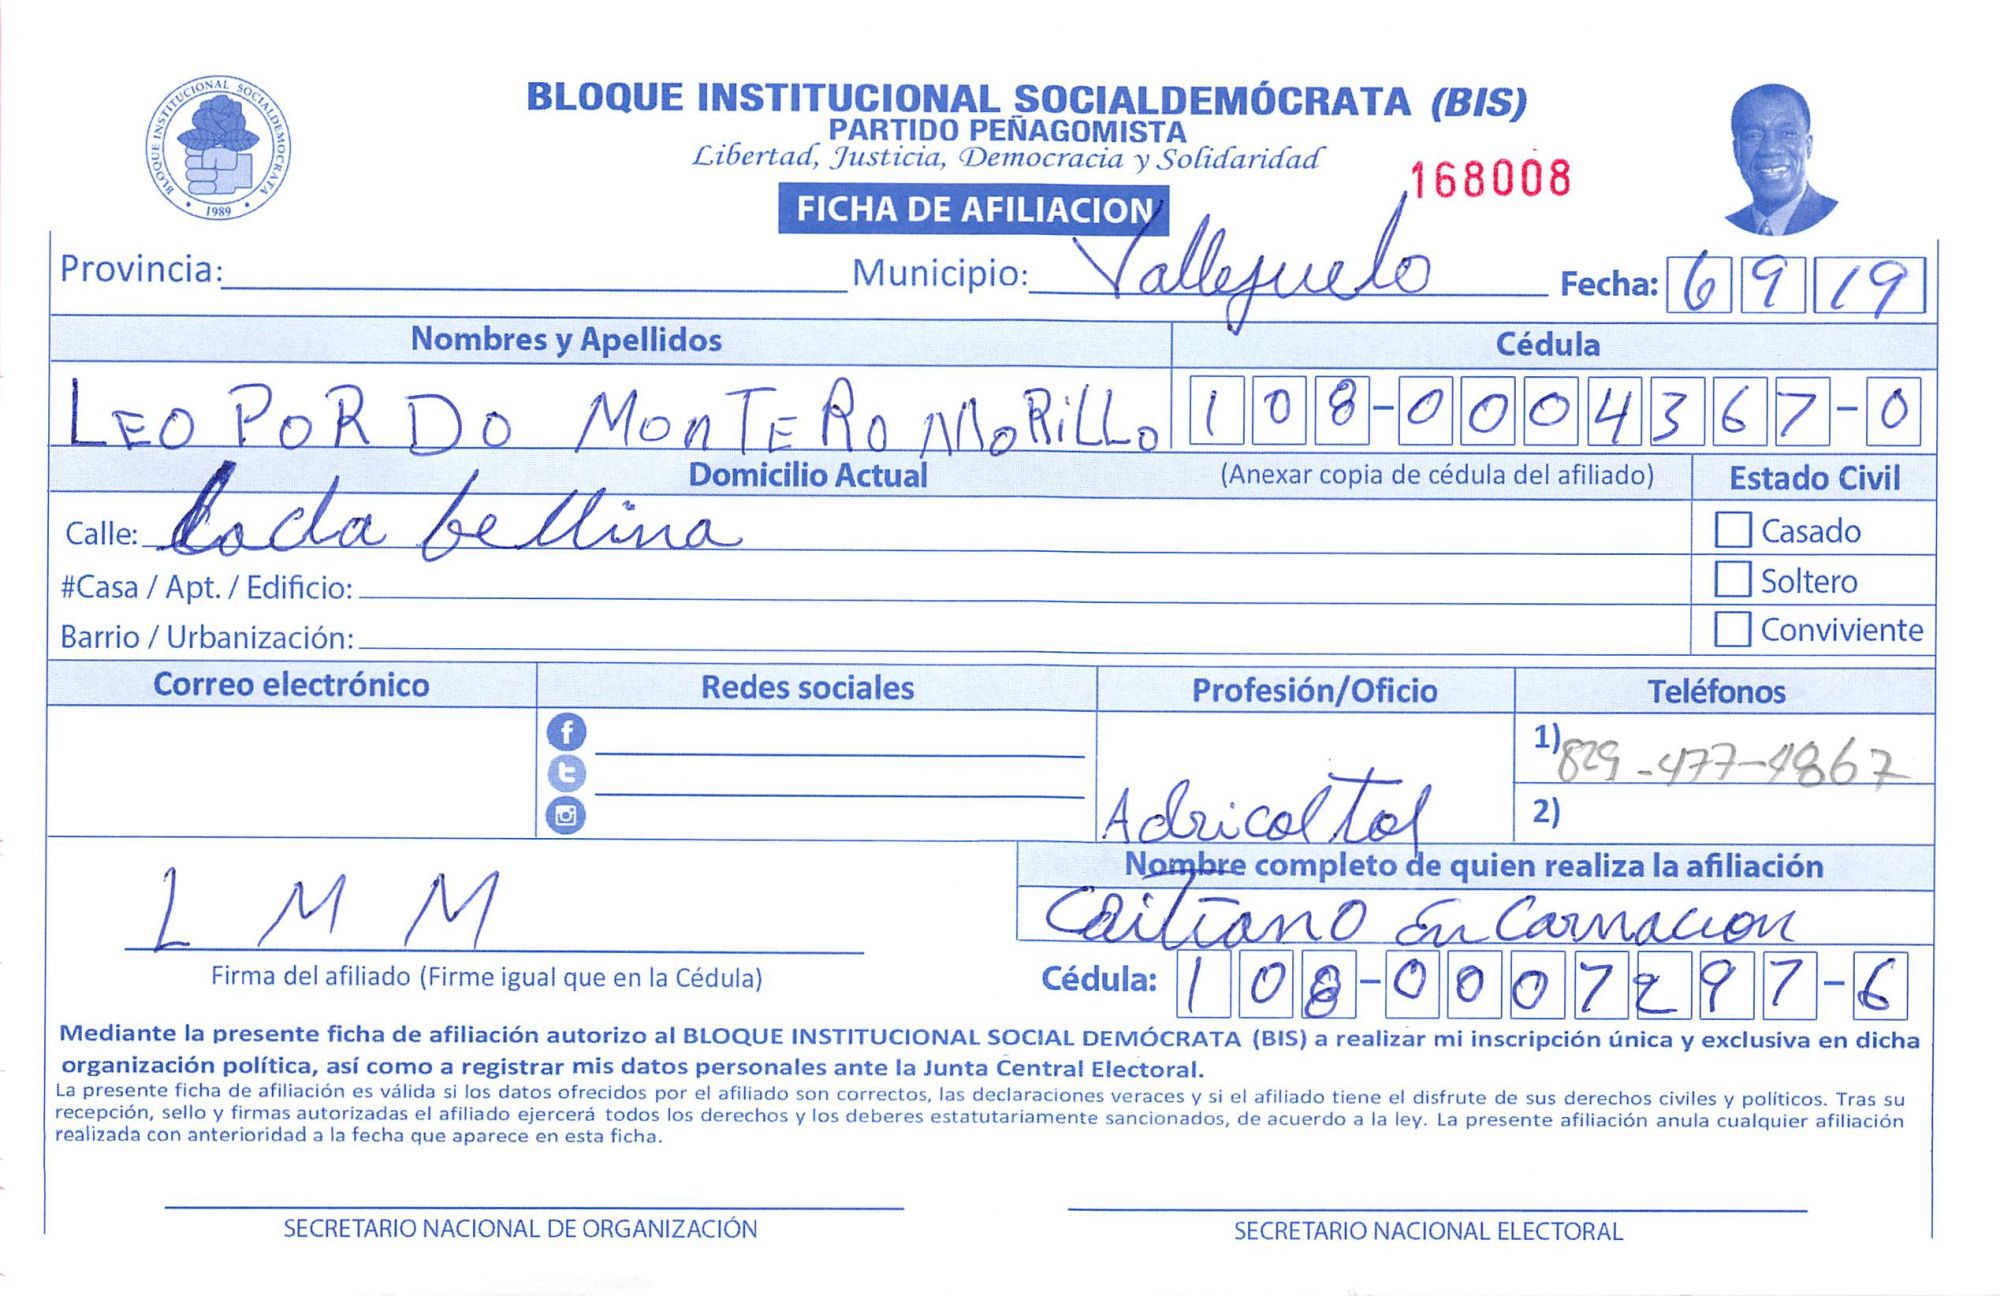 BLOQUE INSTITUCIONAL SOCIALDEMOCRATA
1989
BLOQUE INSTITUCIONAL SOCIALDEMÓCRATA (BIS)
PARTIDO PEÑAGOMISTA
Libertad, Justicia, Democracia y Solidaridad
168008
FICHA DE AFILIACION
Provincia: Municipio: Vallejuelo Fecha: 6 9 19
Nombres y Apellidos Cédula
LEOPORDO MONTERO MORILLO 108-0004367-0
Domicilio Actual (Anexar copia de cédula del afiliado) Estado Civil
Calle: Casado
#Casa / Apt. / Edificio: Soltero
Barrio / Urbanización: Conviviente
Correo electrónico Redes sociales Profesión/Oficio Teléfonos
1) 829-477-4867
Adricoltol 2)
Nombre completo de quien realiza la afiliación
L M M Encarnacion
Firma del afiliado (Firme igual que en la Cédula) Cédula: 108-0007297-6
Mediante la presente ficha de afiliación autorizo al BLOQUE INSTITUCIONAL SOCIAL DEMÓCRATA (BIS) a realizar mi inscripción única y exclusiva en dicha
organización política, así como a registrar mis datos personales ante la Junta Central Electoral.
La presente ficha de afiliación es válida si los datos ofrecidos por el afiliado son correctos, las declaraciones veraces y si el afiliado tiene el disfrute de sus derechos civiles y políticos. Tras su
recepción, sello y firmas autorizadas el afiliado ejercerá todos los derechos y los deberes estatutariamente sancionados, de acuerdo a la ley. La presente afiliación anula cualquier afiliación
realizada con anterioridad a la fecha que aparece en esta ficha.
SECRETARIO NACIONAL DE ORGANIZACIÓN SECRETARIO NACIONAL ELECTORAL